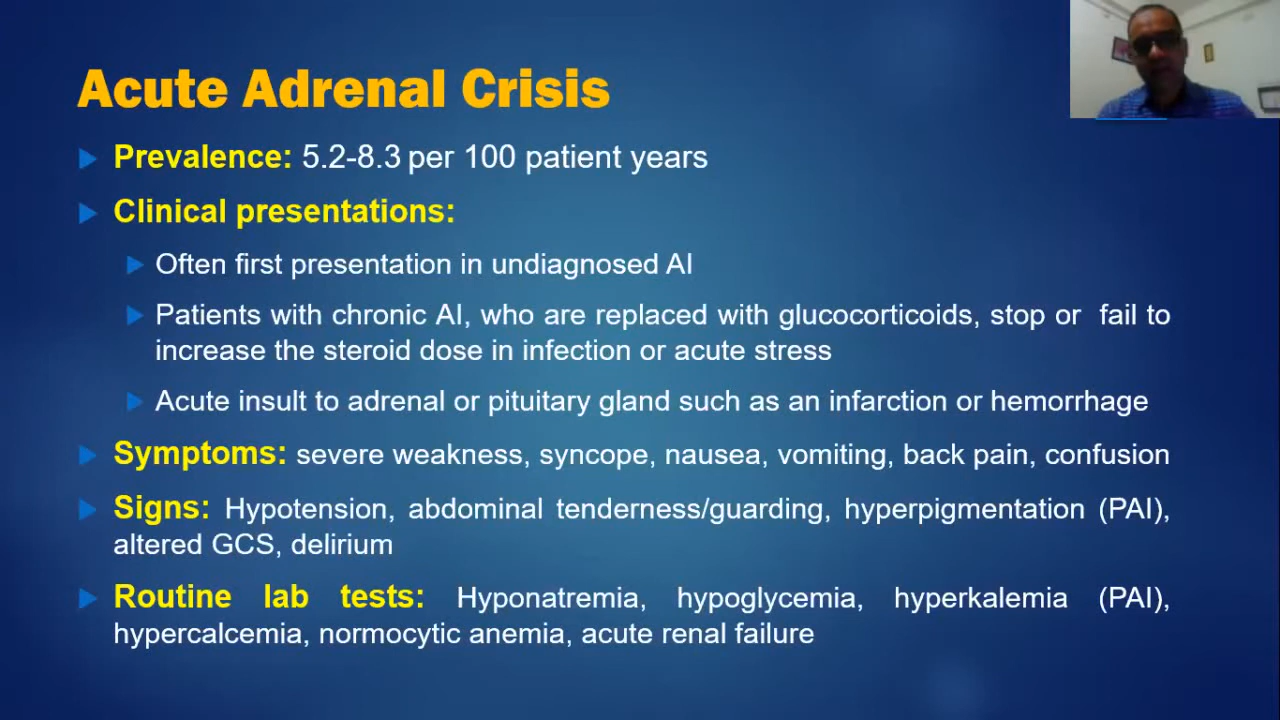 Acute Adrenal Crisis
Prevalence: 5.2-8.3 per 100 patient years
Clinical presentations:
Often first presentation in undiagnosed AI
Patients with chronic AI, who are replaced with glucocorticoids, stop or fail to
increase the steroid dose in infection or acute stress
Acute insult to adrenal or pituitary gland such as an infarction or hemorrhage
Symptoms: severe weakness, syncope, nausea, vomiting, back pain, confusion
Signs: Hypotension, abdominal tenderness/guarding, hyperpigmentation (PAI),
altered GCS, delirium
Routine lab tests: Hyponatremia, hypoglycemia, hyperkalemia (PAI),
hypercalcemia, normocytic anemia, acute renal failure